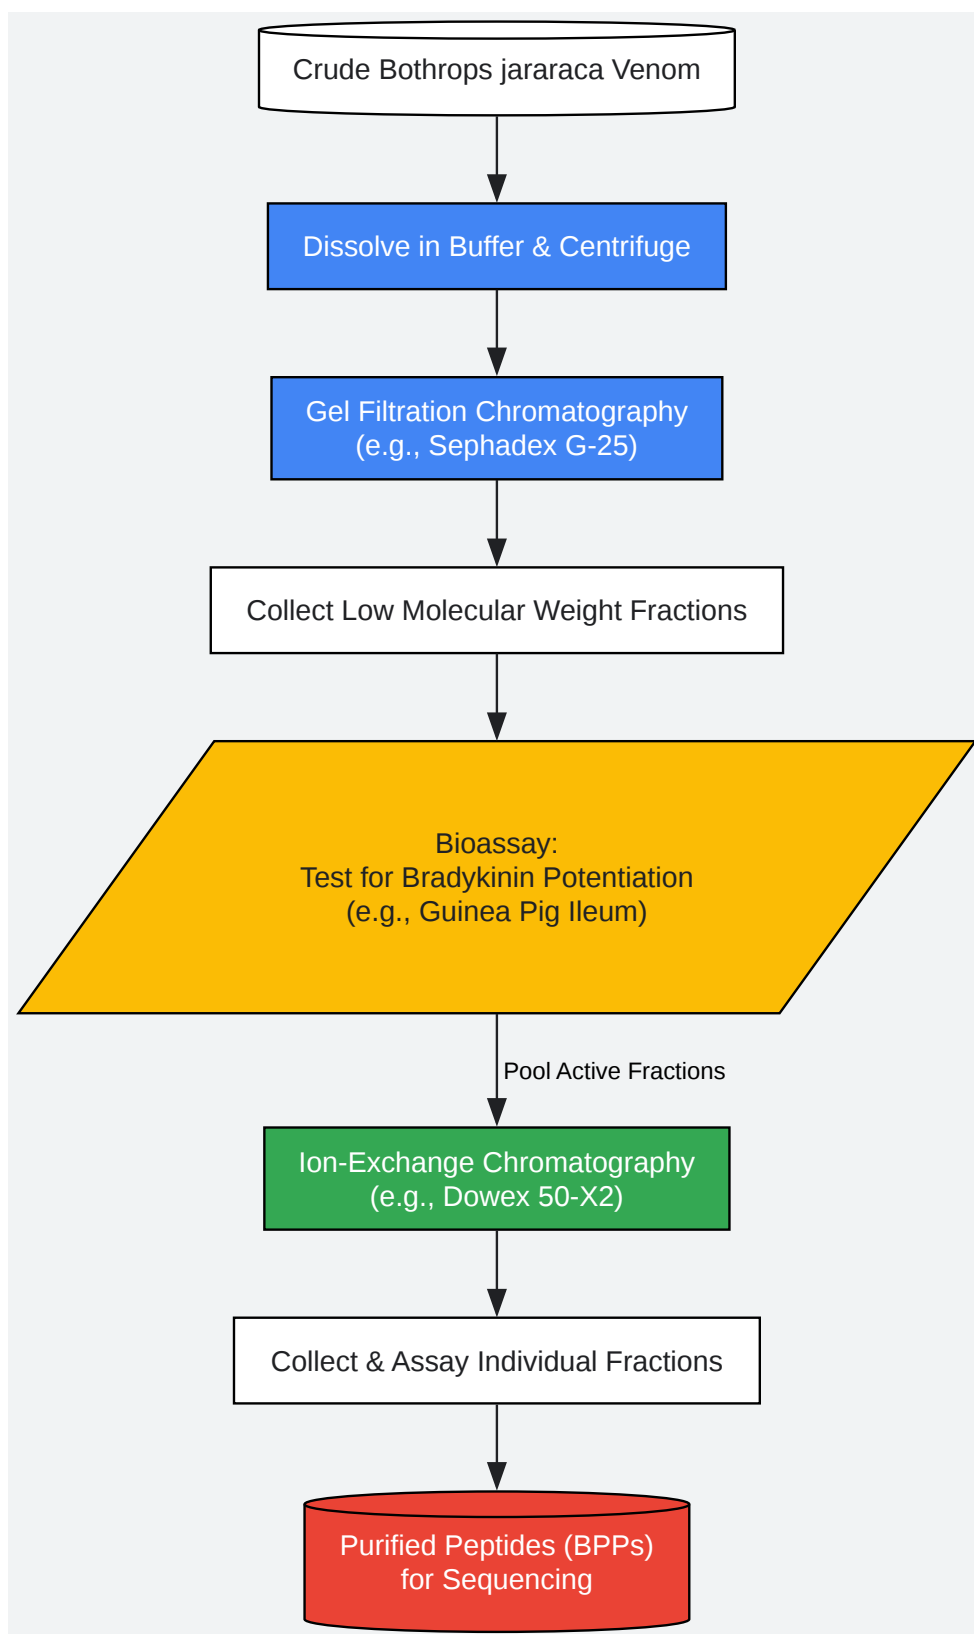 Crude Bothrops jararaca Venom
Dissolve in Buffer & Centrifuge
Gel Filtration Chromatography
(e.g., Sephadex G-25)
Collect Low Molecular Weight Fractions
Bioassay:
Test for Bradykinin Potentiation
(e.g., Guinea Pig Ileum)
Pool Active Fractions
Ion-Exchange Chromatography
(e.g., Dowex 50-X2)
Collect & Assay Individual Fractions
Purified Peptides (BPPs)
for Sequencing